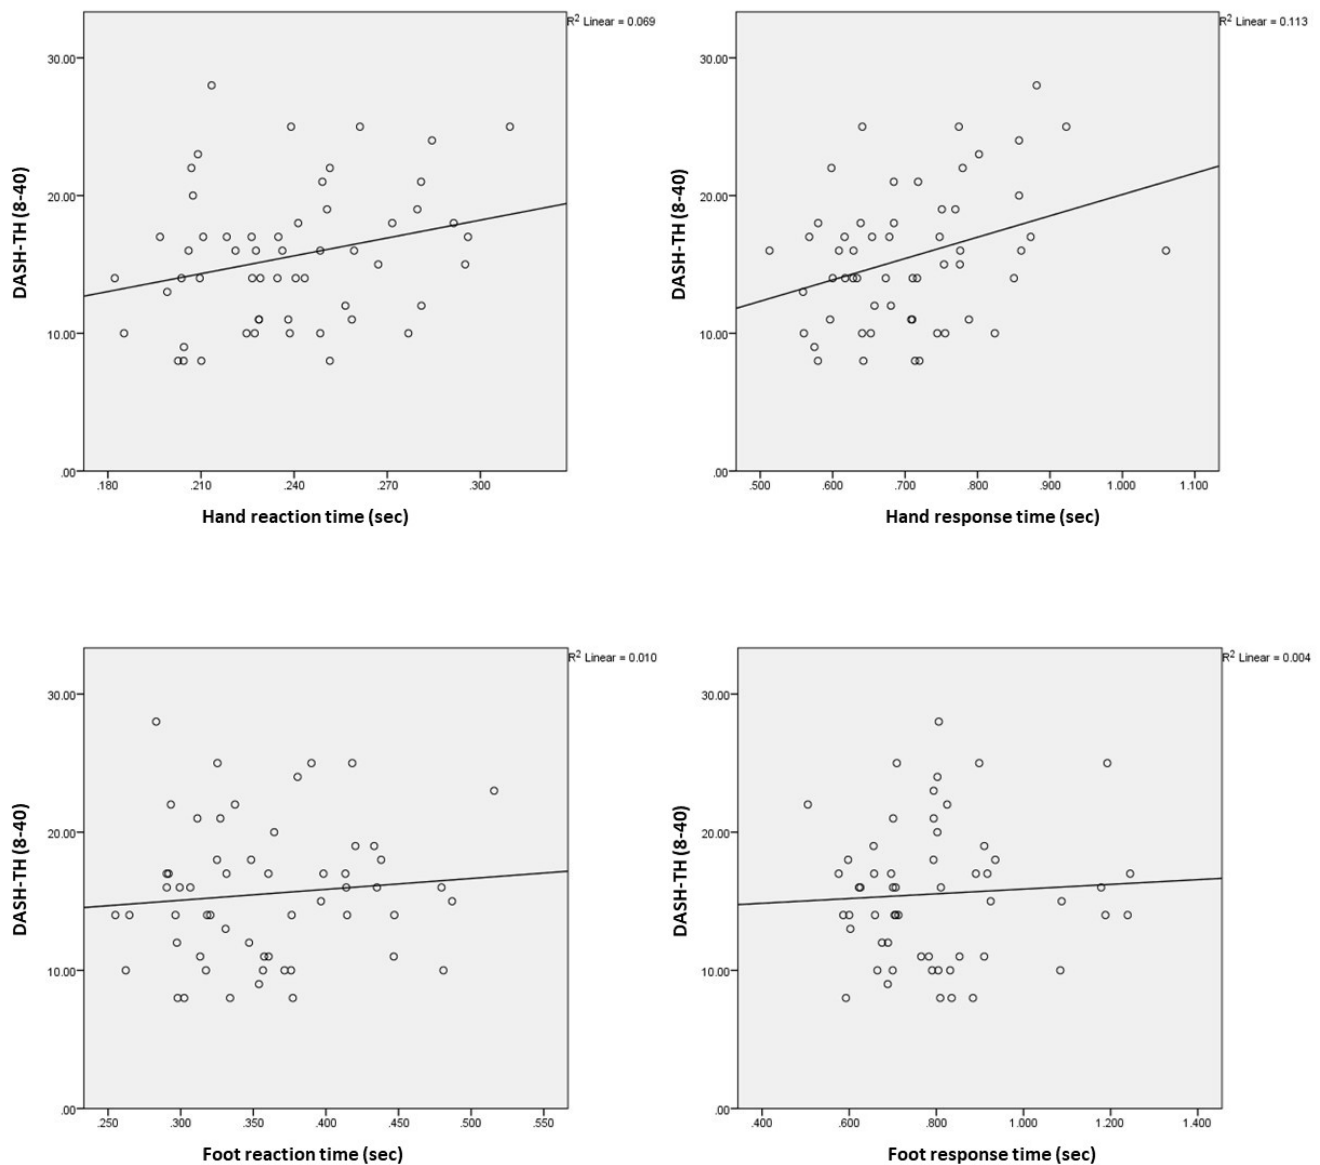 R2 Linear = 0.069
30.00
20.00
10.00
.00
DASH-TH (8-40)
.180 .210 .240 .270 .300
Hand reaction time (sec)
R2 Linear = 0.113
30.00
20.00
10.00
.00
DASH-TH (8-40)
.500 .600 .700 .800 .900 1.000 1.100
Hand response time (sec)
R2 Linear = 0.010
30.00
20.00
10.00
.00
DASH-TH (8-40)
.250 .300 .350 .400 .450 .500 .550
Foot reaction time (sec)
R2 Linear = 0.004
30.00
20.00
10.00
.00
DASH-TH (8-40)
.400 .600 .800 1.000 1.200 1.400
Foot response time (sec)